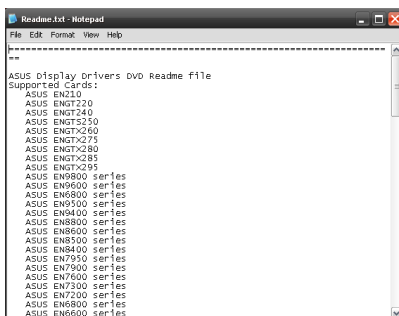 Readme.txt - Notepad
File Edit Format View Help
==
ASUS Display Drivers DVD Readme file
Supported Cards:
ASUS EN210
ASUS ENGT220
ASUS ENGT240
ASUS ENGTS250
ASUS ENGTX260
ASUS ENGTX275
ASUS ENGTX280
ASUS ENGTX285
ASUS ENGTX295
ASUS EN9800 series
ASUS EN9600 series
ASUS EN6800 series
ASUS EN9500 series
ASUS EN9400 series
ASUS EN8800 series
ASUS EN8600 series
ASUS EN8500 series
ASUS EN8400 series
ASUS EN7950 series
ASUS EN7900 series
ASUS EN7600 series
ASUS EN7300 series
ASUS EN7200 series
ASUS EN6800 series
ASUS EN6600 series